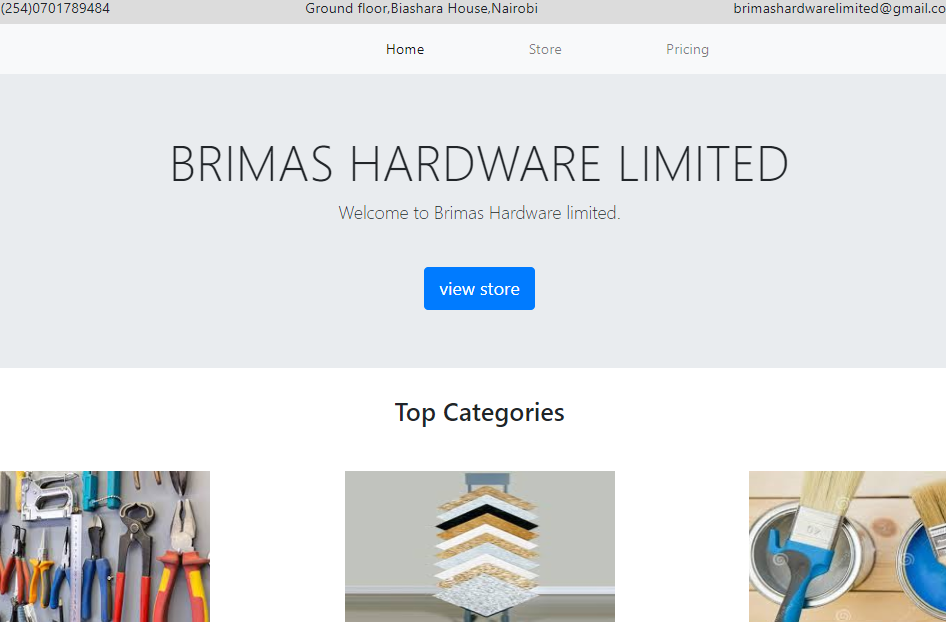 (254)0701789484 Ground floor,Biashara House,Nairobi brimashardwarelimited@gmail.co
Home Store Pricing
BRIMAS HARDWARE LIMITED
Welcome to Brimas Hardware limited.
view store
Top Categories